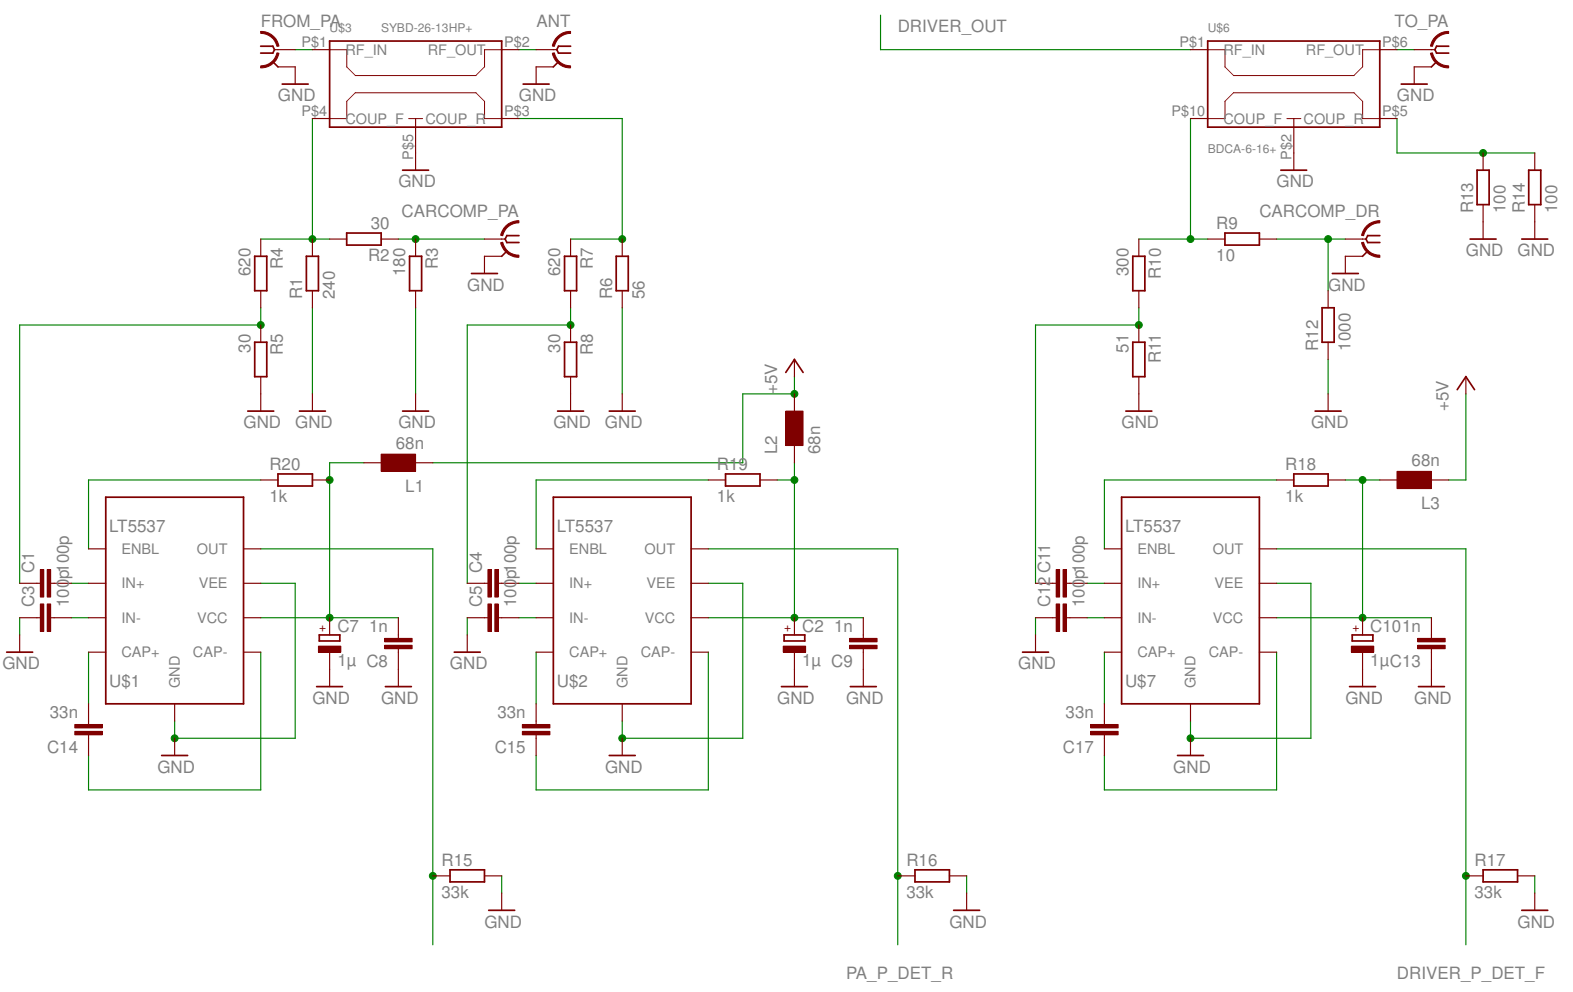 FROM_PA
U$3
SYBD-26-13HP+
ANT
DRIVER_OUT
U$6
TO_PA
P$1
RF_IN
RF_OUT
P$2
P$1
RF_IN
RF_OUT
P$6
GND
GND
GND
P$4
COUP_F
COUP_R
P$3
P$10
COUP_F
COUP_R
P$5
P$5
GND
BDCA-6-16+
P$2
GND
R13
100
R14
100
GND
GND
CARCOMP_PA
30
R2
CARCOMP_DR
R9
10
620
R4
R1
240
180
R3
GND
620
R7
R6
56
300
R10
GND
30
R5
30
R8
51
R11
R12
1000
GND
GND
GND
GND
GND
GND
GND
+5V
L2
68n
+5V
68n
L1
68n
L3
R20
1k
R19
1k
R18
1k
LT5537
ENBL
OUT
IN+
VEE
IN-
VCC
CAP+
CAP-
GND
U$1
C1
100p
C3
100p
GND
C7
1µ
1n
C8
GND
GND
33n
C14
GND
LT5537
ENBL
OUT
IN+
VEE
IN-
VCC
CAP+
CAP-
GND
U$2
C4
100p
C5
100p
GND
C2
1µ
1n
C9
GND
GND
33n
C15
GND
LT5537
ENBL
OUT
IN+
VEE
IN-
VCC
CAP+
CAP-
GND
U$7
C11
100p
C12
100p
GND
C10
1µ
1n
C13
GND
GND
33n
C17
GND
R15
33k
GND
R16
33k
GND
R17
33k
GND
PA_P_DET_R
DRIVER_P_DET_F